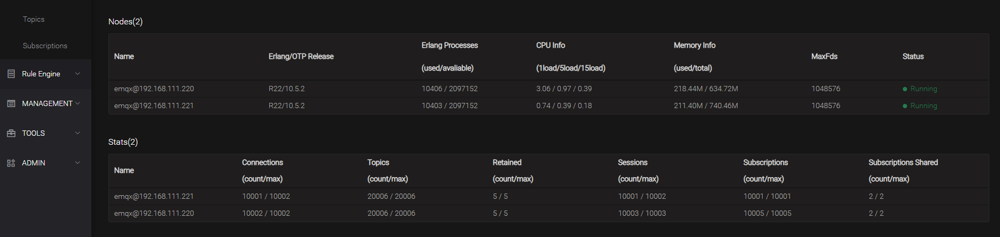 Topics
Subscriptions
Rule Engine
MANAGEMENT
TOOLS
ADMIN
Nodes(2)
Name Erlang/OTP Release Erlang Processes (used/avaliable) CPU Info (1load/5load/15load) Memory Info (used/total) MaxFds Status
emqx@192.168.111.220 R22/10.5.2 10406 / 2097152 3.06 / 0.97 / 0.39 218.44M / 634.72M 1048576 Running
emqx@192.168.111.221 R22/10.5.2 10403 / 2097152 0.74 / 0.39 / 0.18 211.40M / 740.46M 1048576 Running
Stats(2)
Name Connections (count/max) Topics (count/max) Retained (count/max) Sessions (count/max) Subscriptions (count/max) Subscriptions Shared (count/max)
emqx@192.168.111.221 10001 / 10002 20006 / 20006 5 / 5 10001 / 10002 10001 / 10001 2 / 2
emqx@192.168.111.220 10002 / 10002 20006 / 20006 5 / 5 10003 / 10003 10005 / 10005 2 / 2